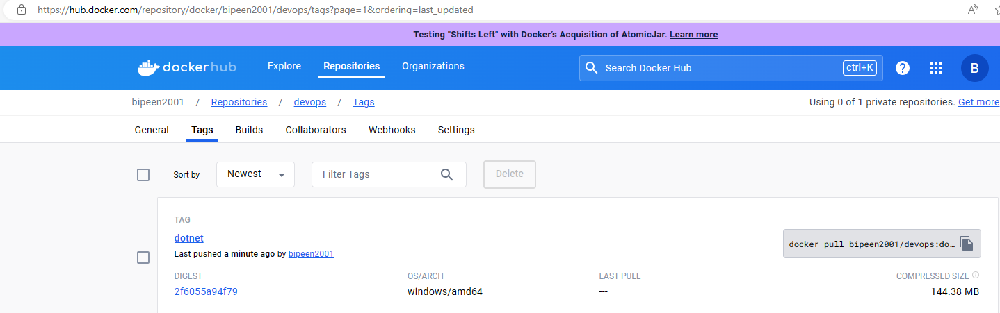 https://hub.docker.com/repository/docker/bipeen2001/devops/tags?page=1&ordering=last_updated
Testing "Shifts Left" with Docker's Acquisition of AtomicJar. Learn more
dockerhub Explore Repositories Organizations Search Docker Hub ctrl+K ? B
bipeen2001 / Repositories / devops / Tags Using 0 of 1 private repositories. Get more
General Tags Builds Collaborators Webhooks Settings
Sort by Newest Filter Tags Delete
TAG
dotnet
docker pull bipeen2001/devops:do...
Last pushed a minute ago by bipeen2001
DIGEST OS/ARCH LAST PULL COMPRESSED SIZE
2f6055a94f79 windows/amd64 --- 144.38 MB